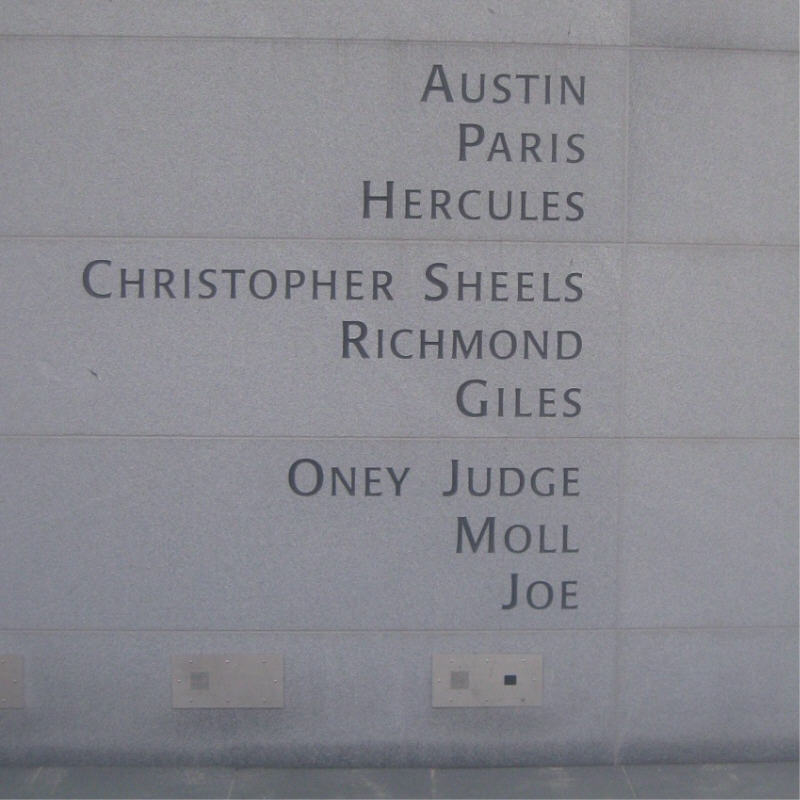 AUSTIN
PARIS
HERCULES
CHRISTOPHER SHEELS
RICHMOND
GILES
ONEY JUDGE
MOLL
JOE